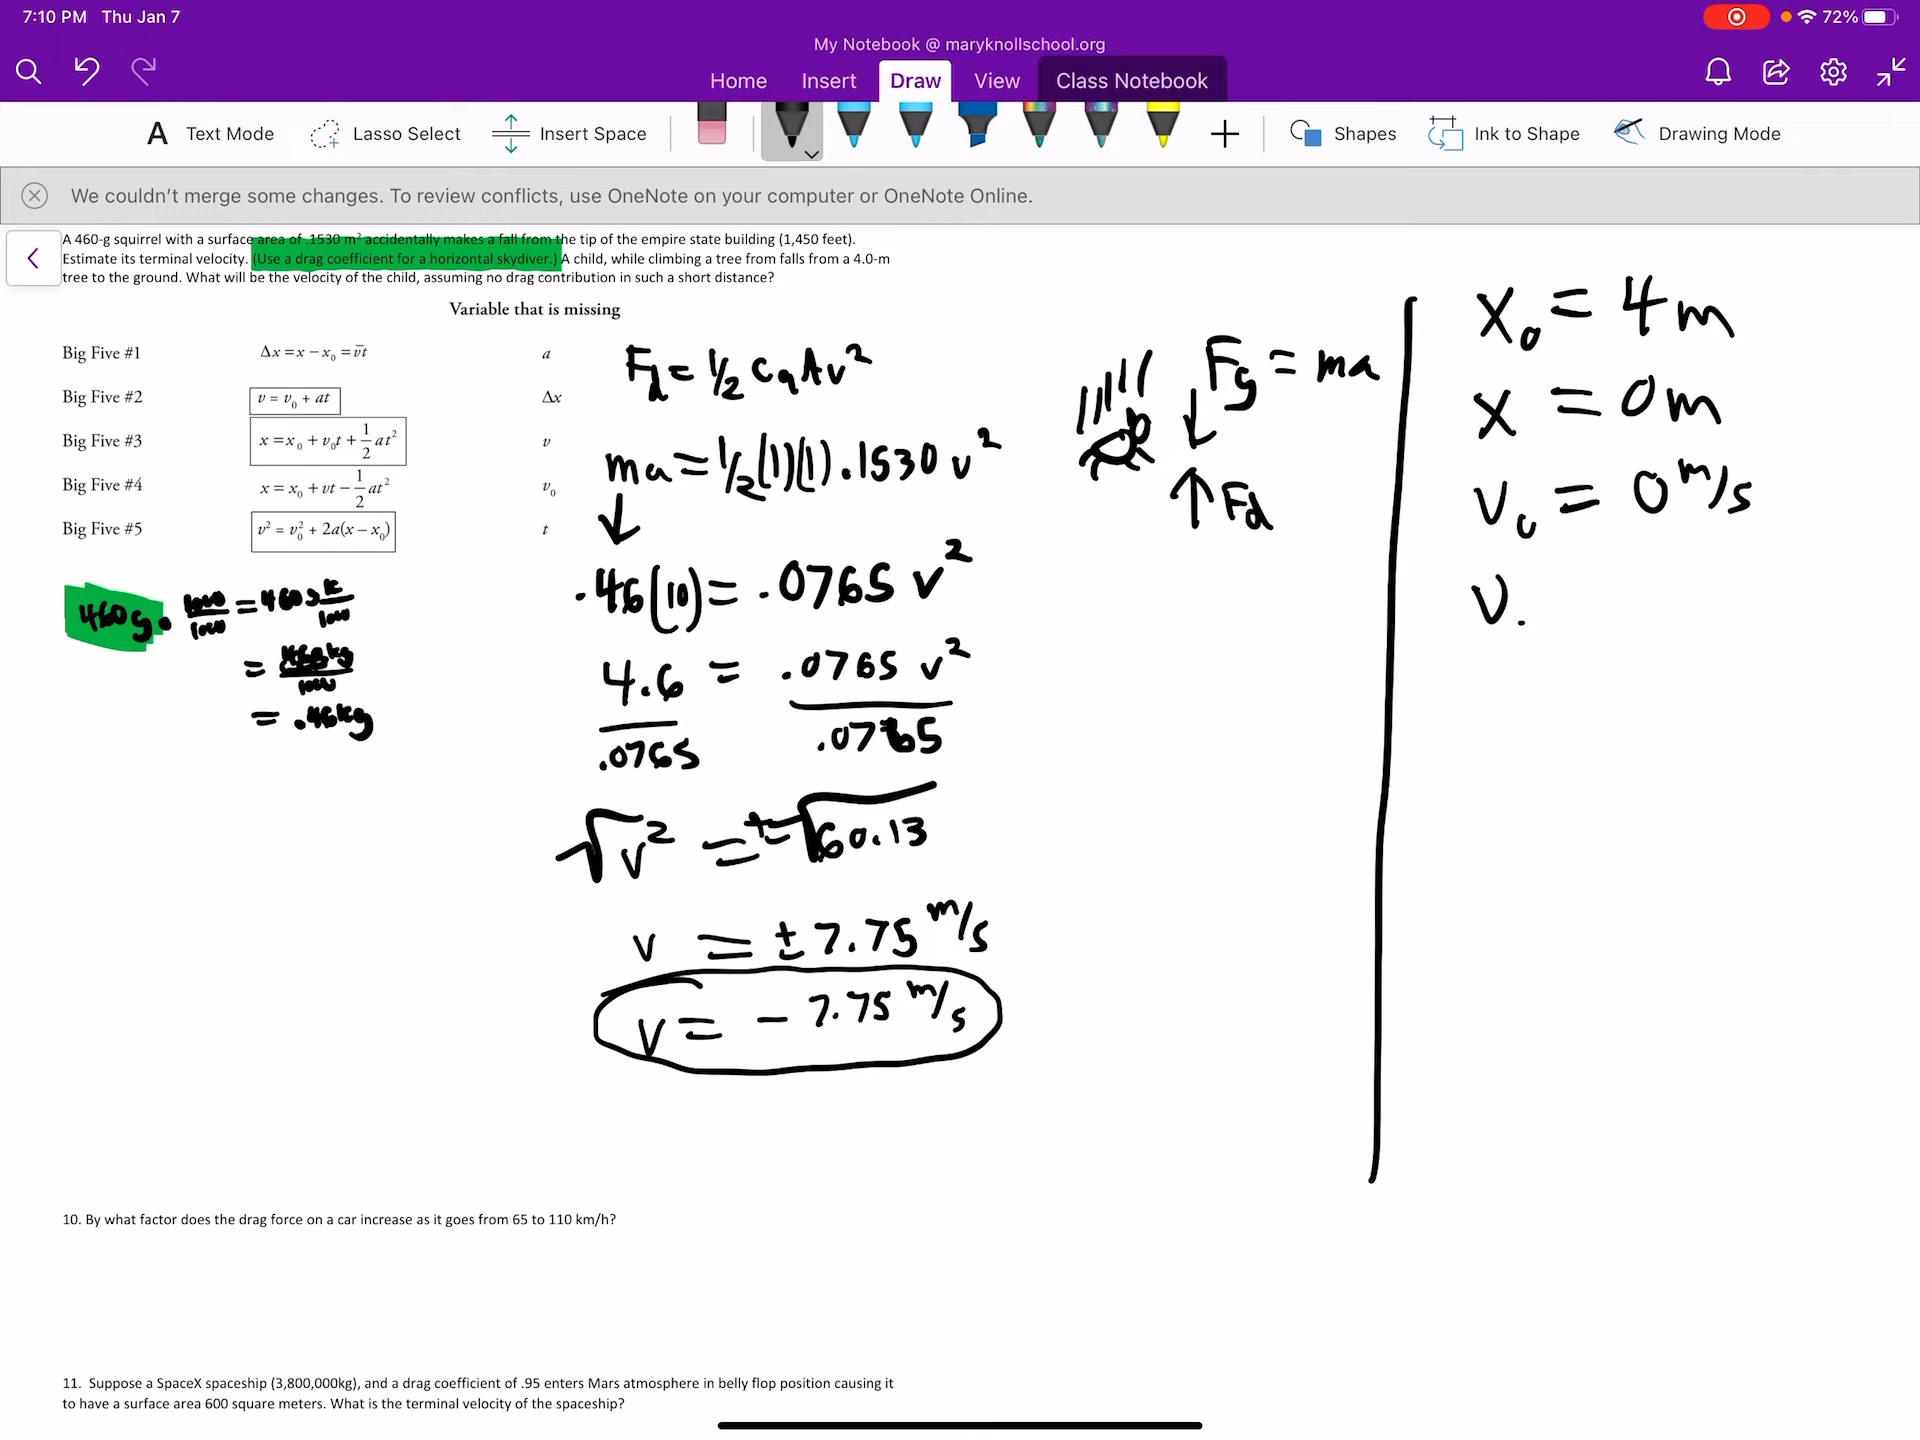 7:10 PM Thu Jan 7
72%
My Notebook @ maryknollschool.org
Home Insert Draw View Class Notebook
A Text Mode Lasso Select Insert Space Shapes Ink to Shape Drawing Mode
We couldn't merge some changes. To review conflicts, use OneNote on your computer or OneNote Online.
A 460-g squirrel with a surface area of .1530 m² accidentally makes a fall from the tip of the empire state building (1,450 feet).
Estimate its terminal velocity. (Use a drag coefficient for a horizontal skydiver.) A child, while climbing a tree from falls from a 4.0-m
tree to the ground. What will be the velocity of the child, assuming no drag contribution in such a short distance?
Variable that is missing
Big Five #1 Δx = x − x₀ = v̄t a
Big Five #2 v = v₀ + at Δx
Big Five #3 x = x₀ + v₀t + 1/2 at² v
Big Five #4 x = x₀ + vt − 1/2 at² v₀
Big Five #5 v² = v₀² + 2a(x − x₀) t
460g · 1000/1000 = 460g k/1000
= 460kg/1000
= .46kg
Fd = 1/2 C q A v²
ma = 1/2 (1)(1) .1530 v²
↓
.46(10) = .0765 v²
4.6 = .0765 v²
.0765 .0765
√v² = ±√60.13
v = ± 7.75 m/s
v = − 7.75 m/s
↓ Fg = ma
↑ Fd
x₀ = 4m
x = 0m
v₀ = 0 m/s
v.
10. By what factor does the drag force on a car increase as it goes from 65 to 110 km/h?
11. Suppose a SpaceX spaceship (3,800,000kg), and a drag coefficient of .95 enters Mars atmosphere in belly flop position causing it
to have a surface area 600 square meters. What is the terminal velocity of the spaceship?